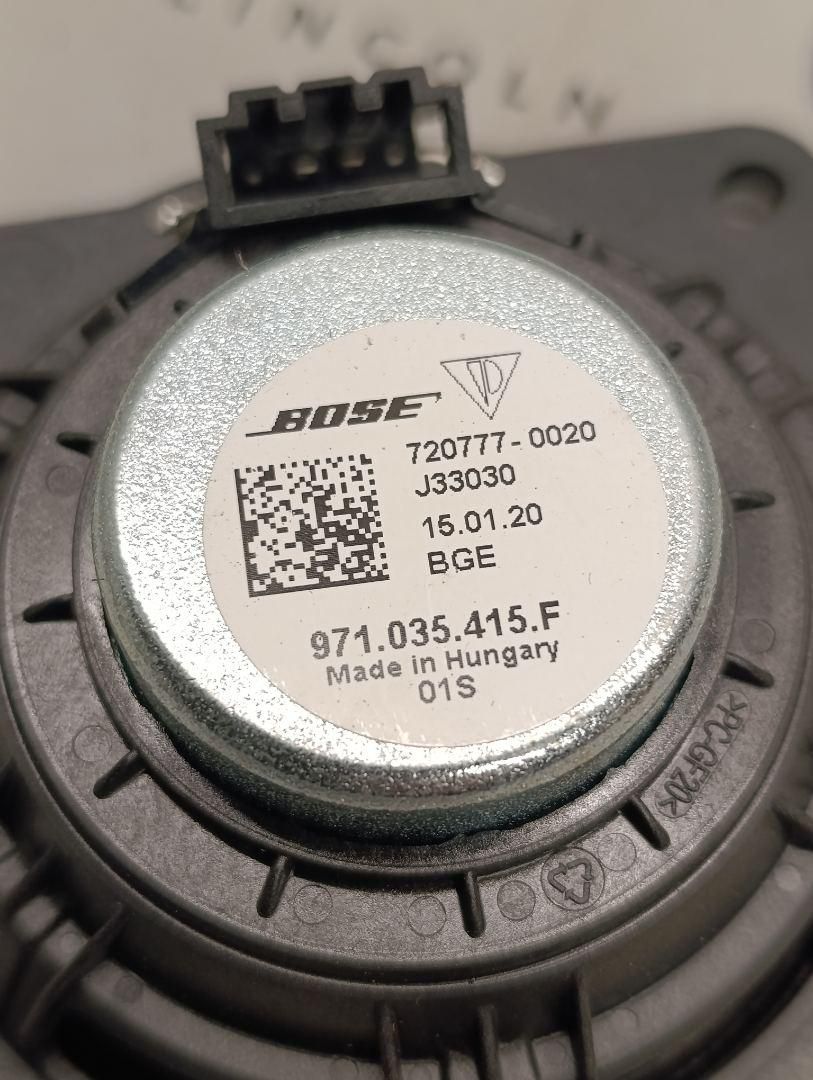 LINCOLN
BOSE
720777-0020
J33030
15.01.20
BGE
971.035.415.F
Made in Hungary
01S
>PC-GF20<